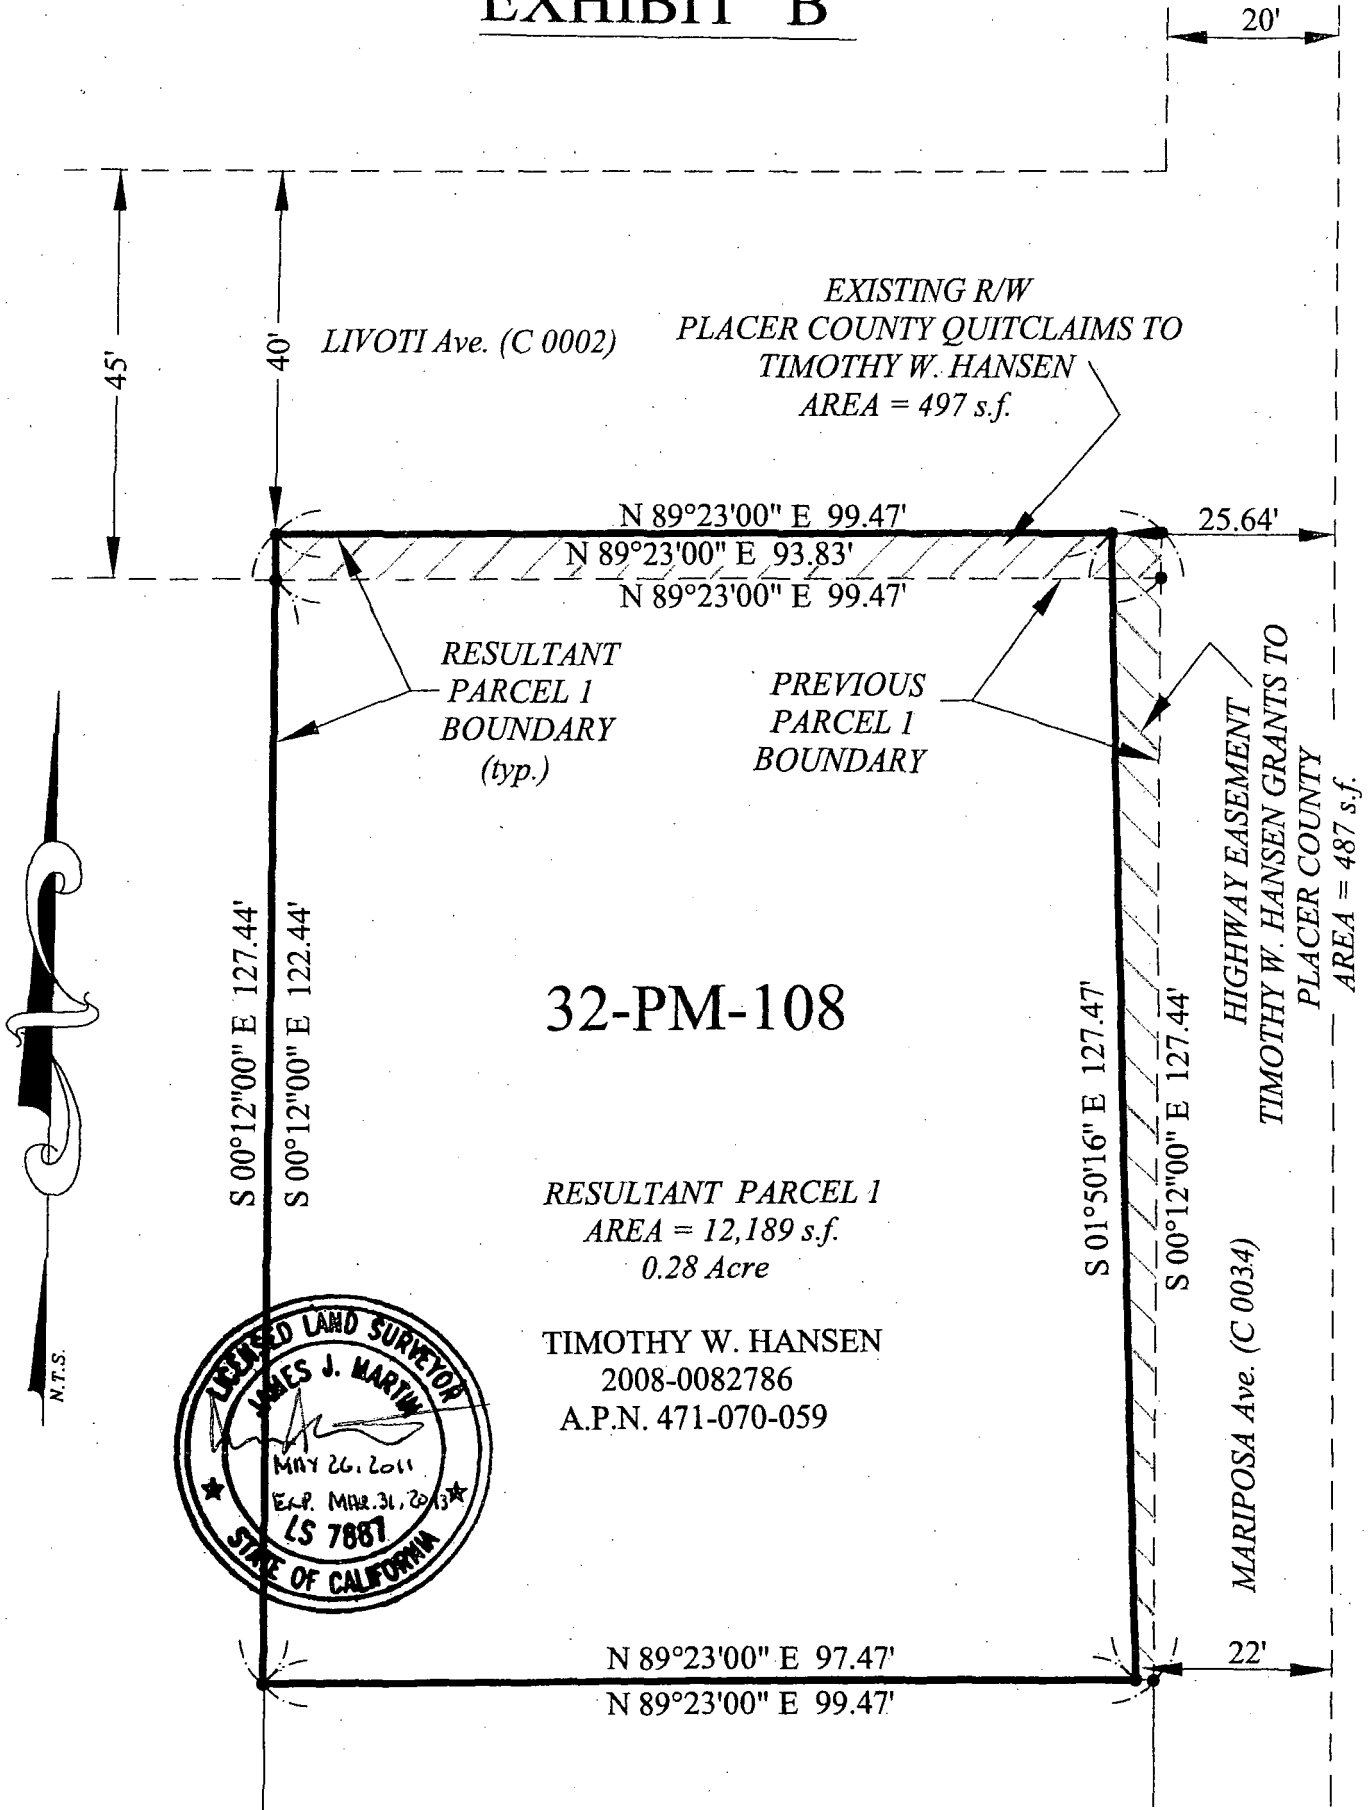 EXHIBIT "B"
20'
45'
40'
LIVOTI Ave. (C 0002)
EXISTING R/W
PLACER COUNTY QUITCLAIMS TO
TIMOTHY W. HANSEN
AREA = 497 s.f.
N 89°23'00" E 99.47'
25.64'
N 89°23'00" E 93.83'
N 89°23'00" E 99.47'
RESULTANT
PARCEL 1
BOUNDARY
(typ.)
PREVIOUS
PARCEL 1
BOUNDARY
HIGHWAY EASEMENT
TIMOTHY W. HANSEN GRANTS TO
PLACER COUNTY
AREA = 487 s.f.
S 00°12'00" E 127.44'
S 00°12'00" E 122.44'
32-PM-108
S 01°50'16" E 127.47'
S 00°12'00" E 127.44'
RESULTANT PARCEL 1
AREA = 12,189 s.f.
0.28 Acre
TIMOTHY W. HANSEN
2008-0082786
A.P.N. 471-070-059
MARIPOSA Ave. (C 0034)
N.T.S.
LICENSED LAND SURVEYOR
JAMES J. MARTIN
MAY 26, 2011
EXP. MAR. 31, 2013
LS 7887
STATE OF CALIFORNIA
N 89°23'00" E 97.47'
22'
N 89°23'00" E 99.47'